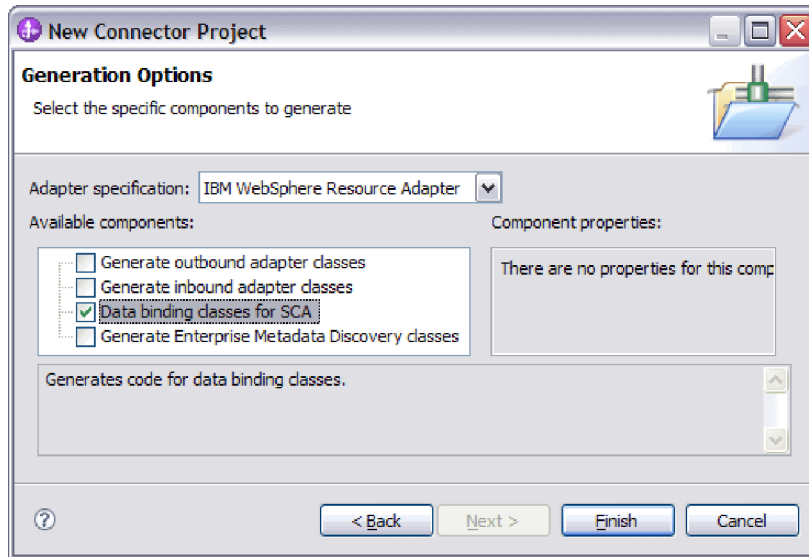 New Connector Project
Generation Options
Select the specific components to generate
Adapter specification: IBM WebSphere Resource Adapter
Available components:
Component properties:
Generate outbound adapter classes
Generate inbound adapter classes
Data binding classes for SCA
Generate Enterprise Metadata Discovery classes
There are no properties for this comp
Generates code for data binding classes.
?
< Back
Next >
Finish
Cancel